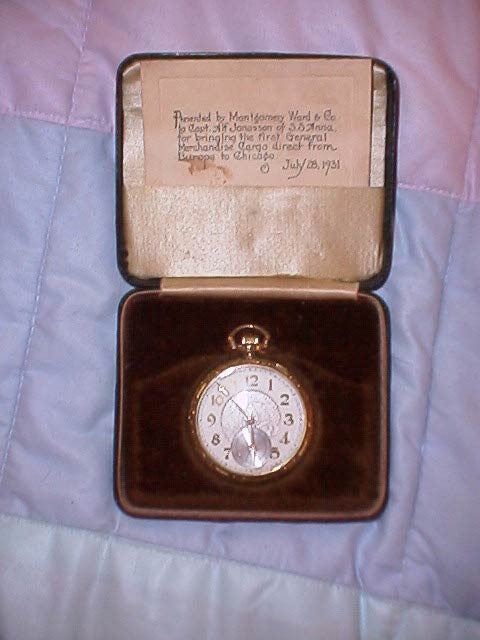 Presented by Montgomery Ward & Co.
to Capt. Alf Jonassen of S.S. Anna,
for bringing the first General
Merchandise Cargo direct from
Europe to Chicago.
July 28, 1931
12
1
2
3
4
5
7
8
9
10
11